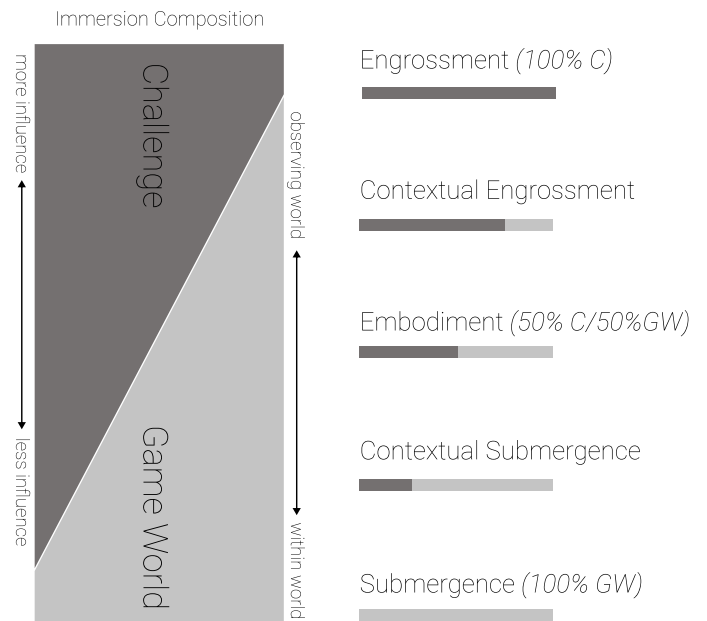 Immersion Composition
more influence
less influence
Challenge
Game World
observing world
within world
Engrossment (100% C)
Contextual Engrossment
Embodiment (50% C/50%GW)
Contextual Submergence
Submergence (100% GW)